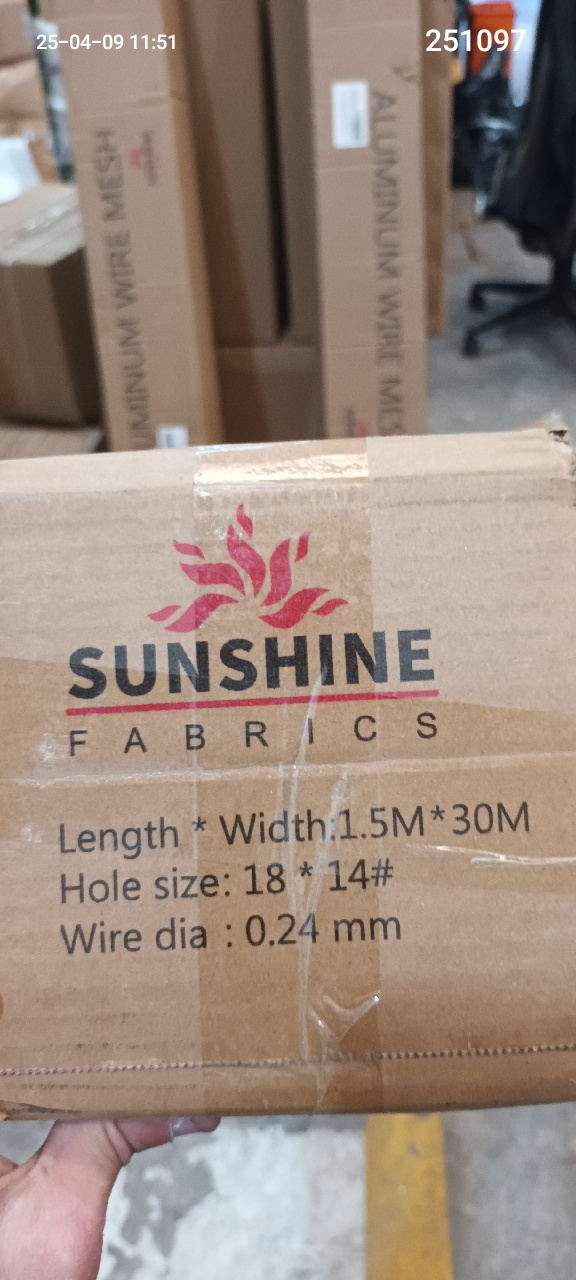 25-04-09 11:51
251097
UMINUM WIRE MESH
ALUMINUM WIRE MES
SUNSHINE
FABRICS
Length * Width:1.5M*30M
Hole size: 18 * 14#
Wire dia : 0.24 mm